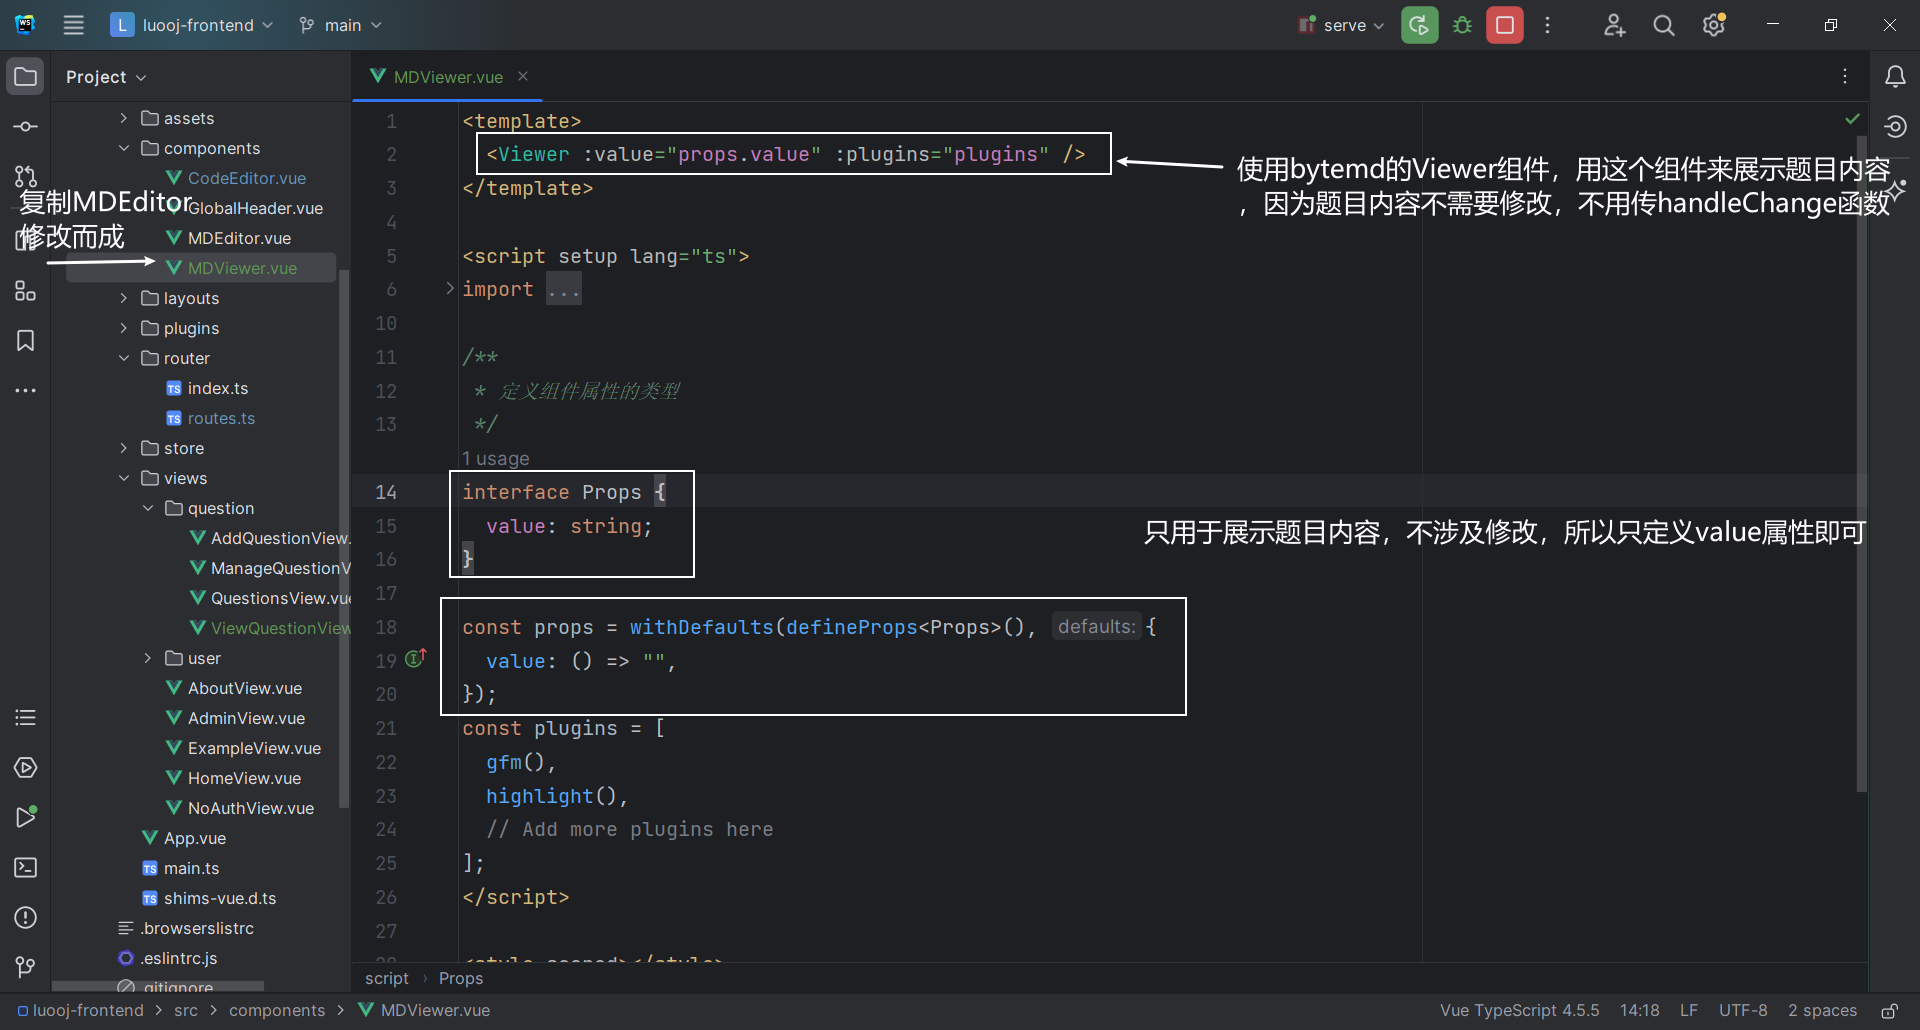 WS
L luooj-frontend
main
serve
Project
MDViewer.vue
assets
components
CodeEditor.vue
GlobalHeader.vue
MDEditor.vue
MDViewer.vue
layouts
plugins
router
TS index.ts
TS routes.ts
store
views
question
AddQuestionView.
ManageQuestionV
QuestionsView.vue
ViewQuestionView
user
AboutView.vue
AdminView.vue
ExampleView.vue
HomeView.vue
NoAuthView.vue
App.vue
TS main.ts
TS shims-vue.d.ts
.browserslistrc
.eslintrc.js
.gitignore
复制MDEditor
修改而成
1 <template>
2 <Viewer :value="props.value" :plugins="plugins" />
3 </template>
4
5 <script setup lang="ts">
6 import ...
10
11 /**
12 * 定义组件属性的类型
13 */
1 usage
14 interface Props {
15 value: string;
16 }
17
18 const props = withDefaults(defineProps<Props>(), defaults: {
19 value: () => "",
20 });
21 const plugins = [
22 gfm(),
23 highlight(),
24 // Add more plugins here
25 ];
26 </script>
27
28 <style scoped></style>
使用bytemd的Viewer组件，用这个组件来展示题目内容
，因为题目内容不需要修改，不用传handleChange函数
只用于展示题目内容，不涉及修改，所以只定义value属性即可
script › Props
luooj-frontend > src > components > MDViewer.vue
Vue TypeScript 4.5.5 14:18 LF UTF-8 2 spaces